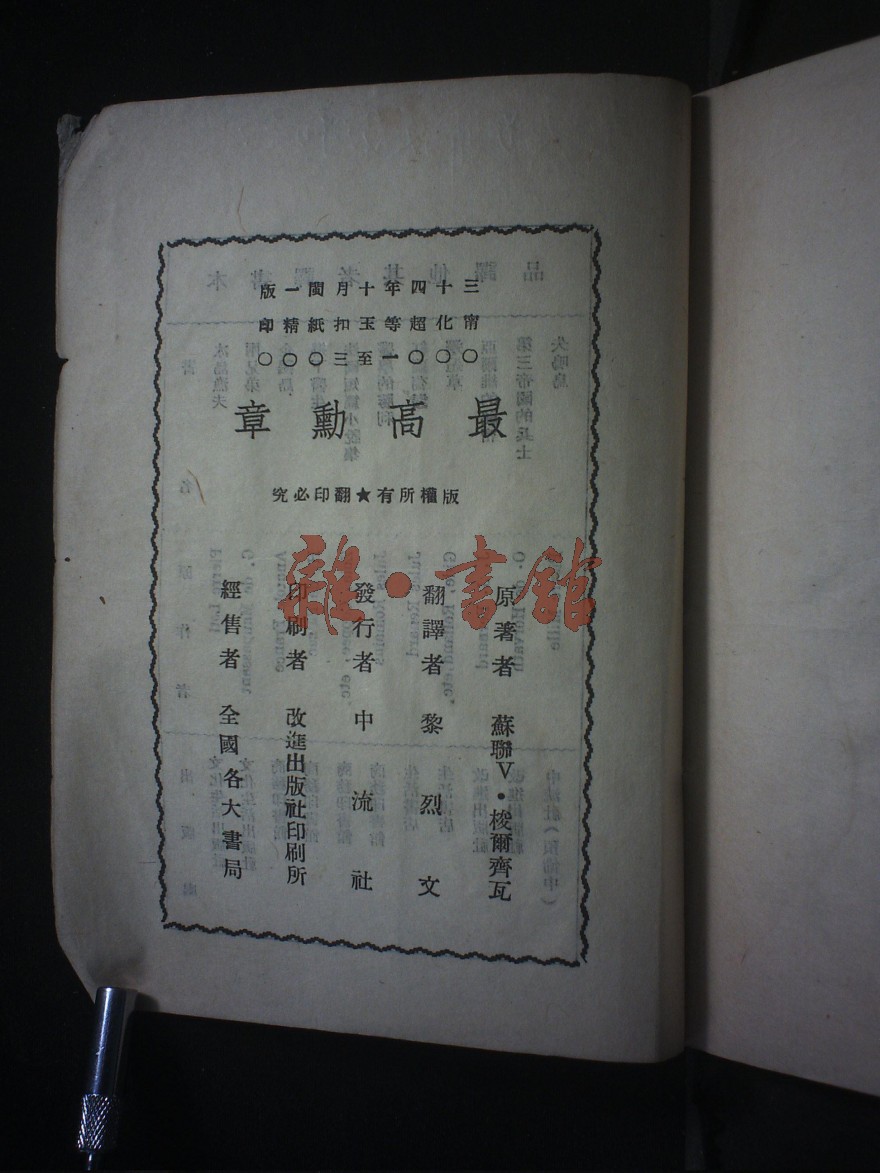 三十四年十月閩一版
甯化超等玉扣紙精印
〇〇〇一至三〇〇〇
最高勳章
版權所有★翻印必究
原著者 蘇聯V·梭爾齊瓦
翻譯者 黎烈文
發行者 中流社
印刷者 改進出版社印刷所
經售者 全國各大書局
雜·書館